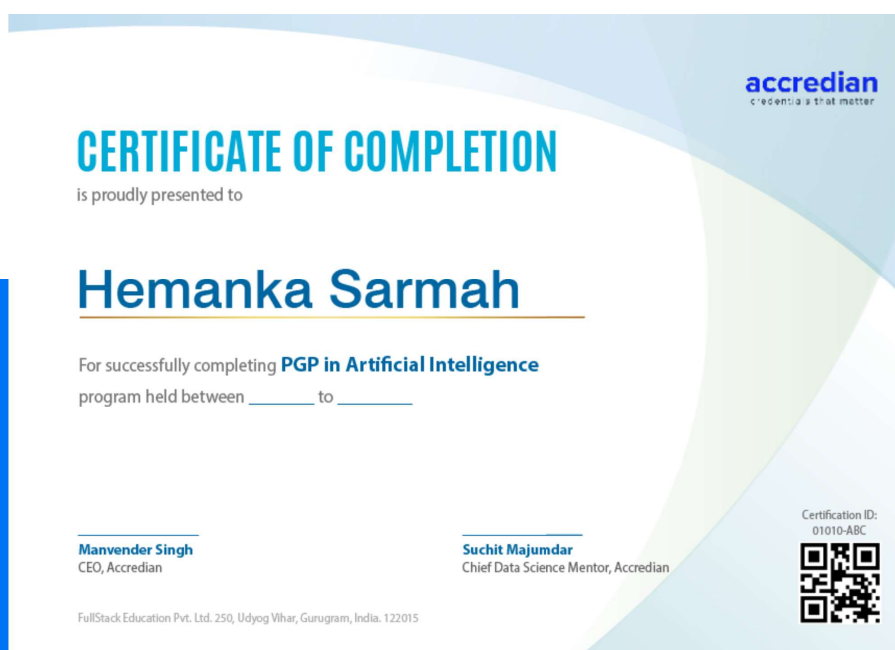 accredian
credentials that matter
CERTIFICATE OF COMPLETION
is proudly presented to
Hemanka Sarmah
For successfully completing PGP in Artificial Intelligence
program held between ________ to ________
Manvender Singh
CEO, Accredian
Suchit Majumdar
Chief Data Science Mentor, Accredian
Certification ID:
01010-ABC
FullStack Education Pvt. Ltd. 250, Udyog Vihar, Gurugram, India. 122015